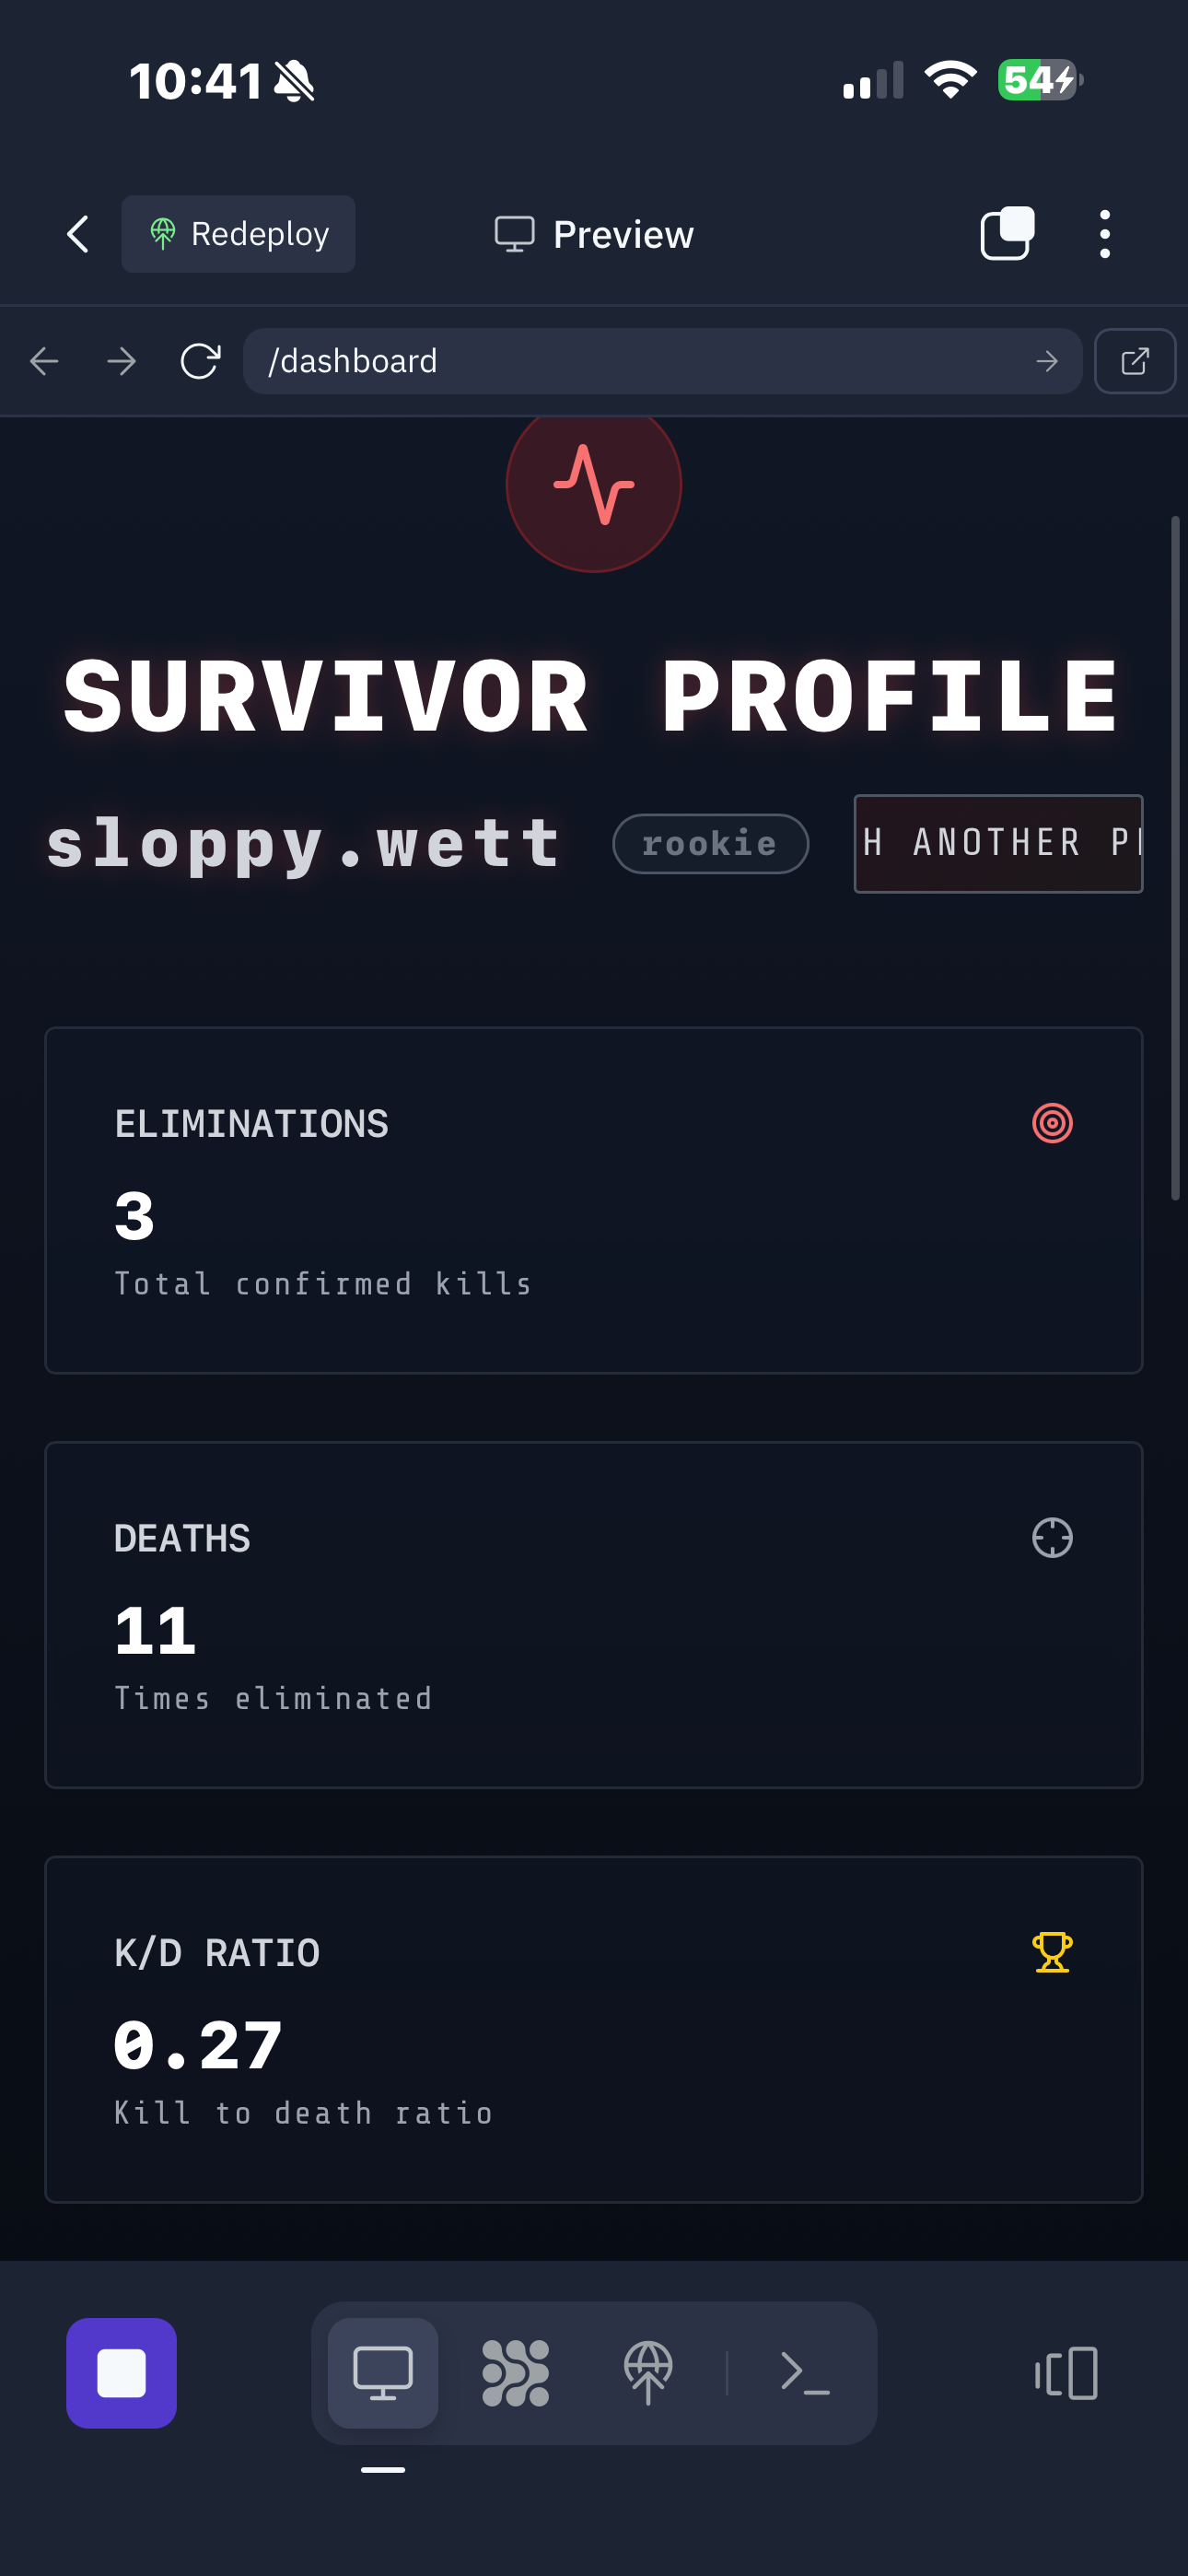 10:41
54
Redeploy
Preview
/dashboard
SURVIVOR PROFILE
sloppy.wett
rookie
H ANOTHER
ELIMINATIONS
3
Total confirmed kills
DEATHS
11
Times eliminated
K/D RATIO
0.27
Kill to death ratio